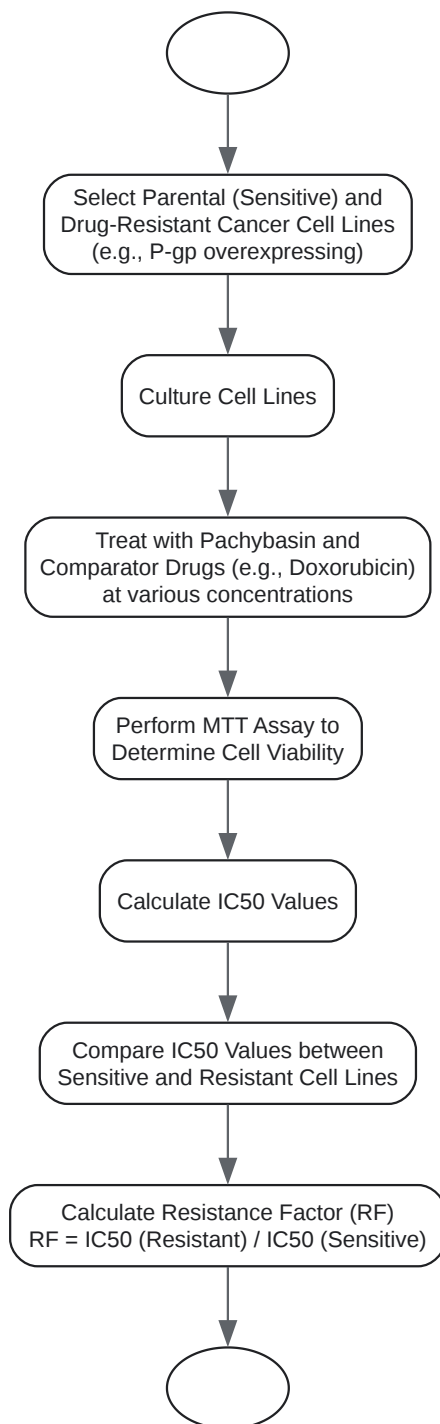 Select Parental (Sensitive) and
Drug-Resistant Cancer Cell Lines
(e.g., P-gp overexpressing)
Culture Cell Lines
Treat with Pachybasin and
Comparator Drugs (e.g., Doxorubicin)
at various concentrations
Perform MTT Assay to
Determine Cell Viability
Calculate IC50 Values
Compare IC50 Values between
Sensitive and Resistant Cell Lines
Calculate Resistance Factor (RF)
RF = IC50 (Resistant) / IC50 (Sensitive)